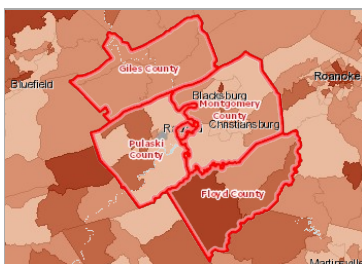 Giles County
Bluefield
Roanoke
Blacksburg
Montgomery
County
Christiansburg
Pulaski
County
Floyd County